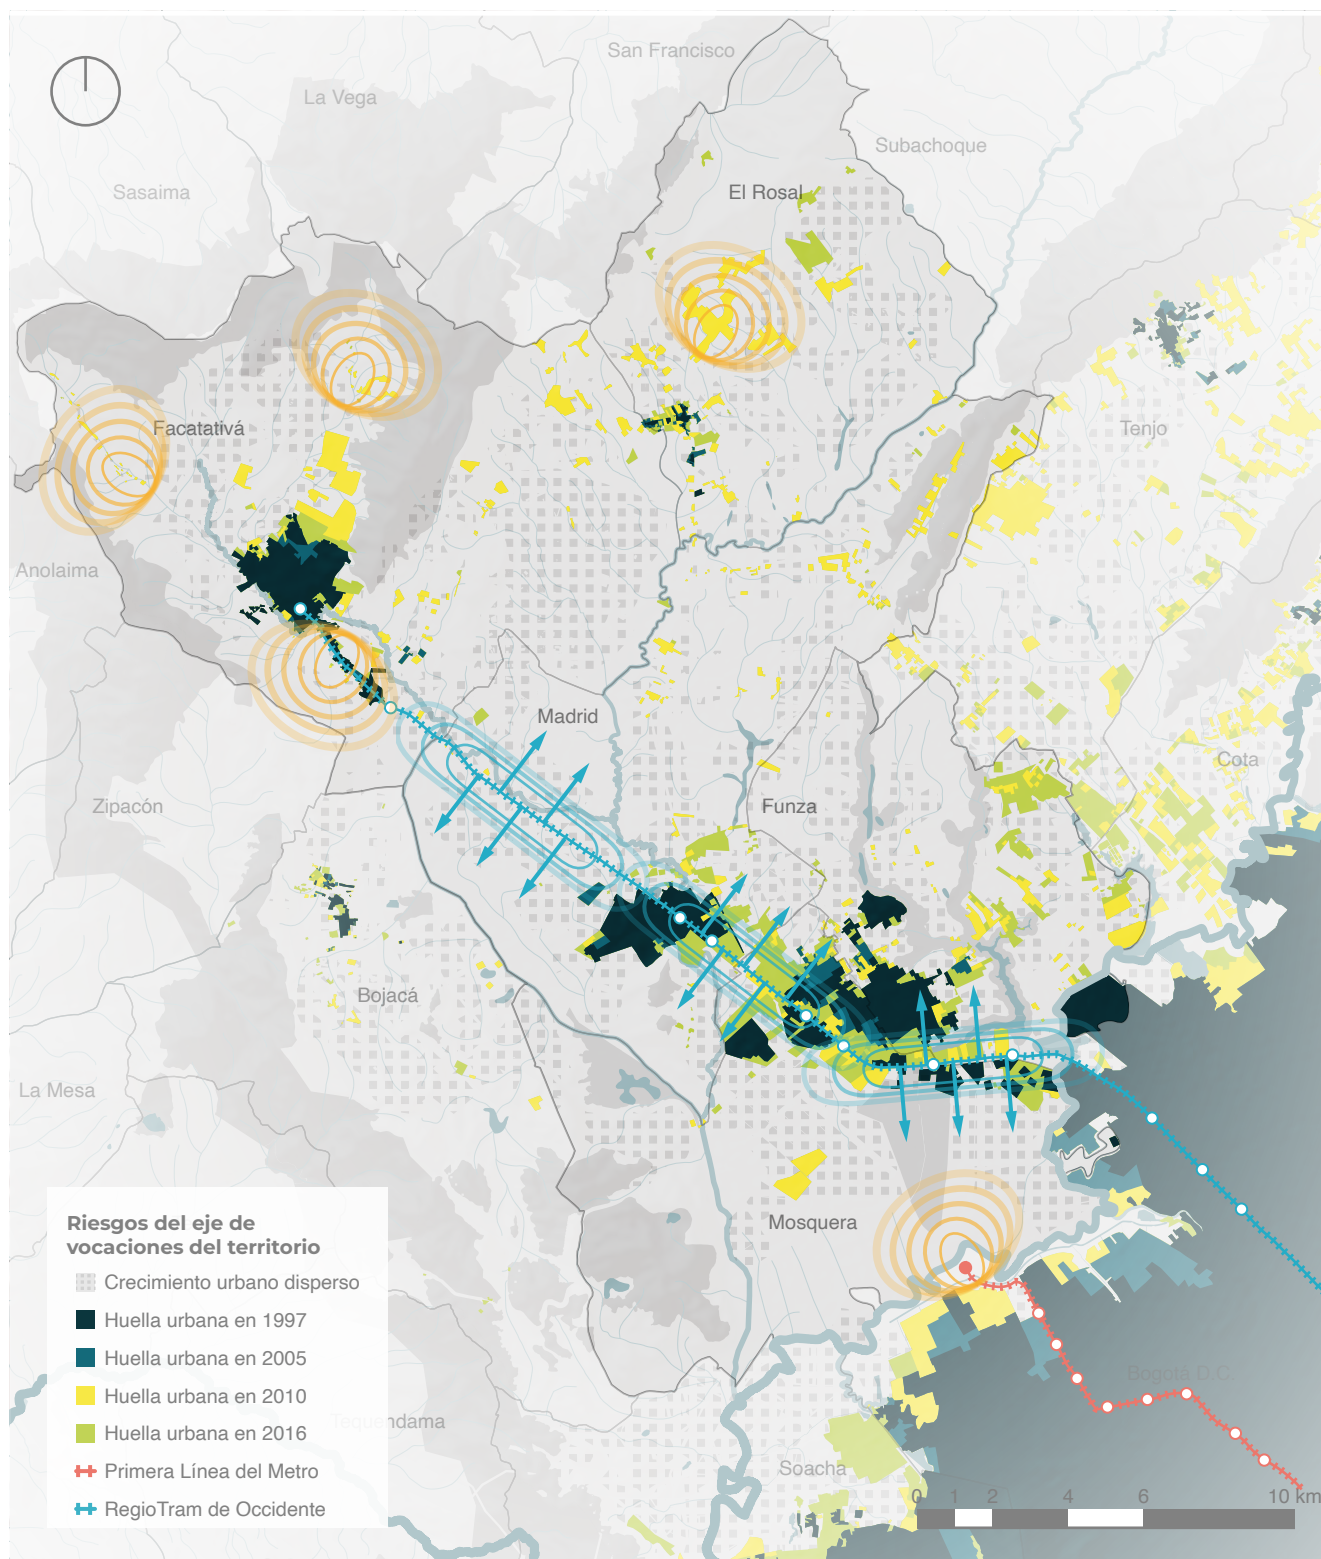 San Francisco
La Vega
Subachoque
Sasaima
El Rosal
Facatativá
Tenjo
Anolaima
Madrid
Cota
Zipacón
Funza
Bojacá
La Mesa
Mosquera
Riesgos del eje de
vocaciones del territorio
Crecimiento urbano disperso
Huella urbana en 1997
Huella urbana en 2005
Huella urbana en 2010
Huella urbana en 2016
Primera Línea del Metro
RegioTram de Occidente
Bogotá D.C.
Tequendama
Soacha
0 1 2 4 6 10 km